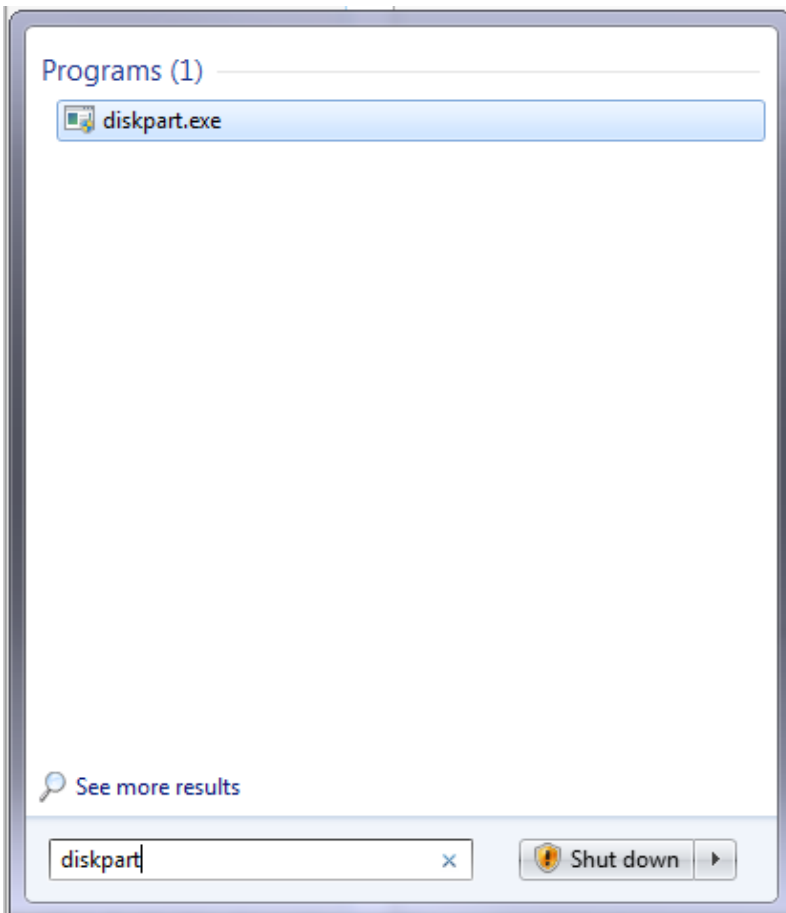 Programs (1)
diskpart.exe
See more results
diskpart
Shut down